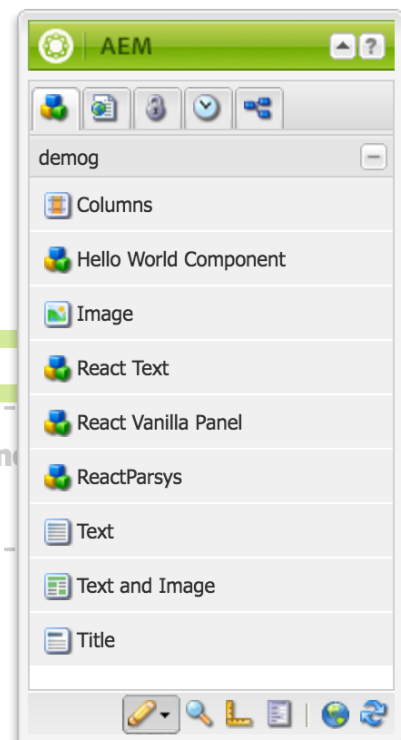 AEM
?
demog
Columns
Hello World Component
Image
React Text
React Vanilla Panel
ReactParsys
Text
Text and Image
Title